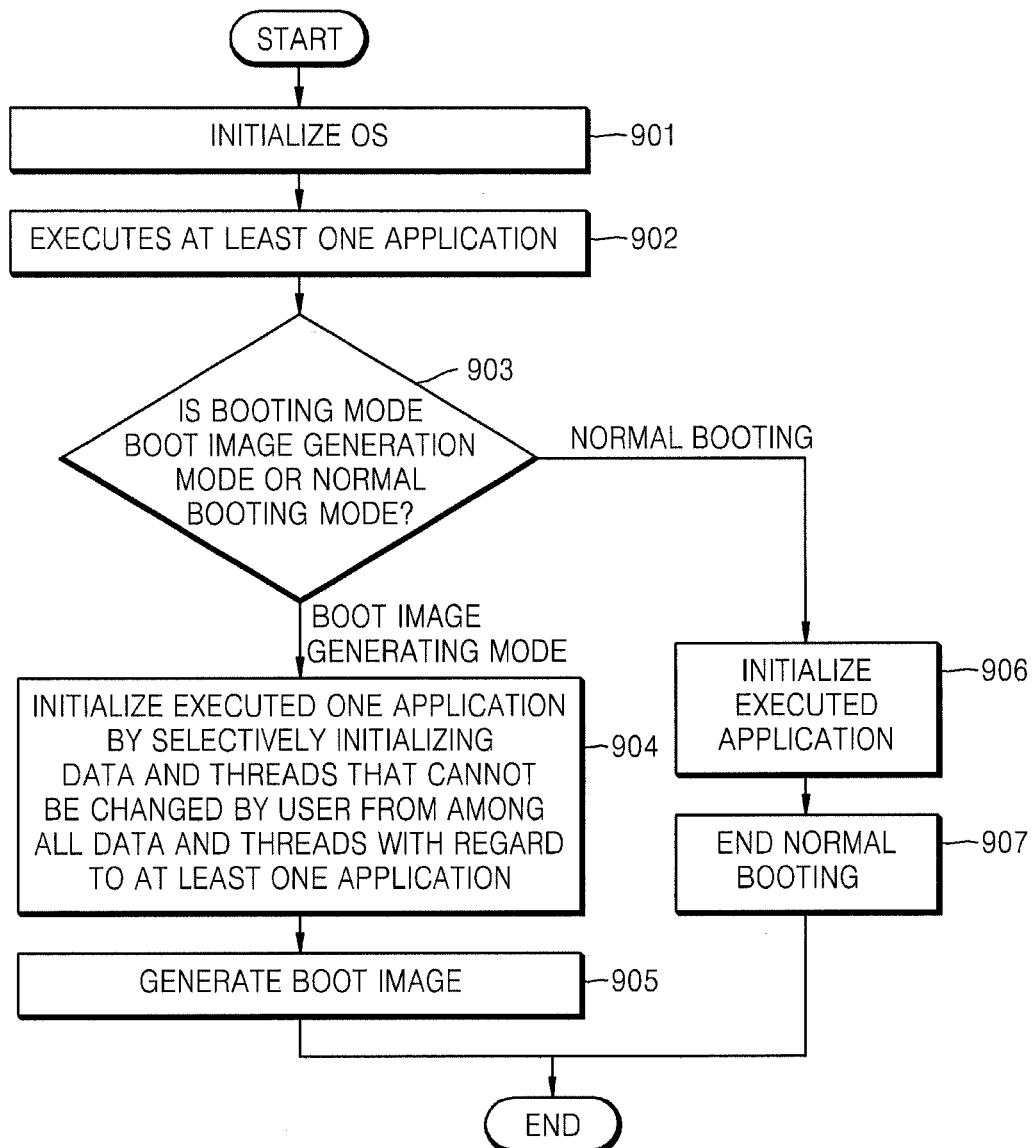 START
INITIALIZE OS
901
EXECUTES AT LEAST ONE APPLICATION
902
903
IS BOOTING MODE
BOOT IMAGE GENERATION
MODE OR NORMAL
BOOTING MODE?
NORMAL BOOTING
BOOT IMAGE
GENERATING MODE
INITIALIZE EXECUTED ONE APPLICATION
BY SELECTIVELY INITIALIZING
DATA AND THREADS THAT CANNOT
BE CHANGED BY USER FROM AMONG
ALL DATA AND THREADS WITH REGARD
TO AT LEAST ONE APPLICATION
904
INITIALIZE
EXECUTED
APPLICATION
906
END NORMAL
BOOTING
907
GENERATE BOOT IMAGE
905
END